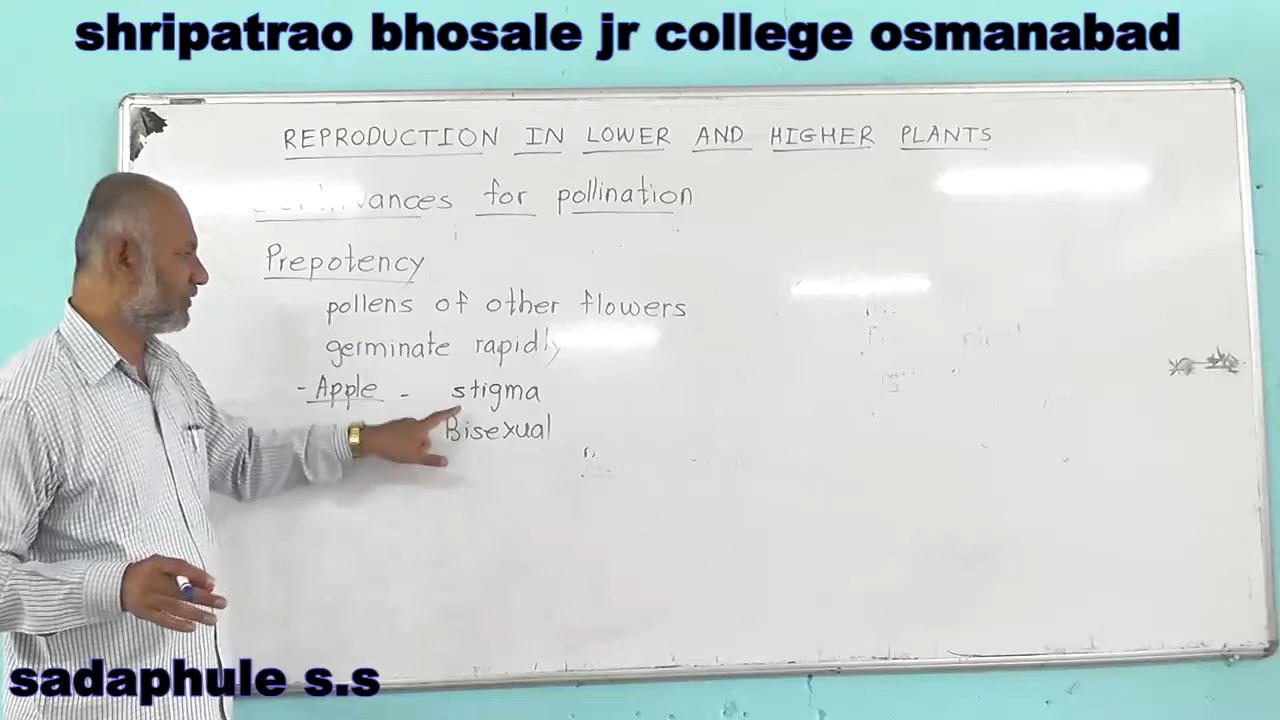 shripatrao bhosale jr college osmanabad
REPRODUCTION IN LOWER AND HIGHER PLANTS
for pollination
Prepotency
pollens of other flowers
germinate rapidly
- Apple - stigma
Bisexual
sadaphule s.s